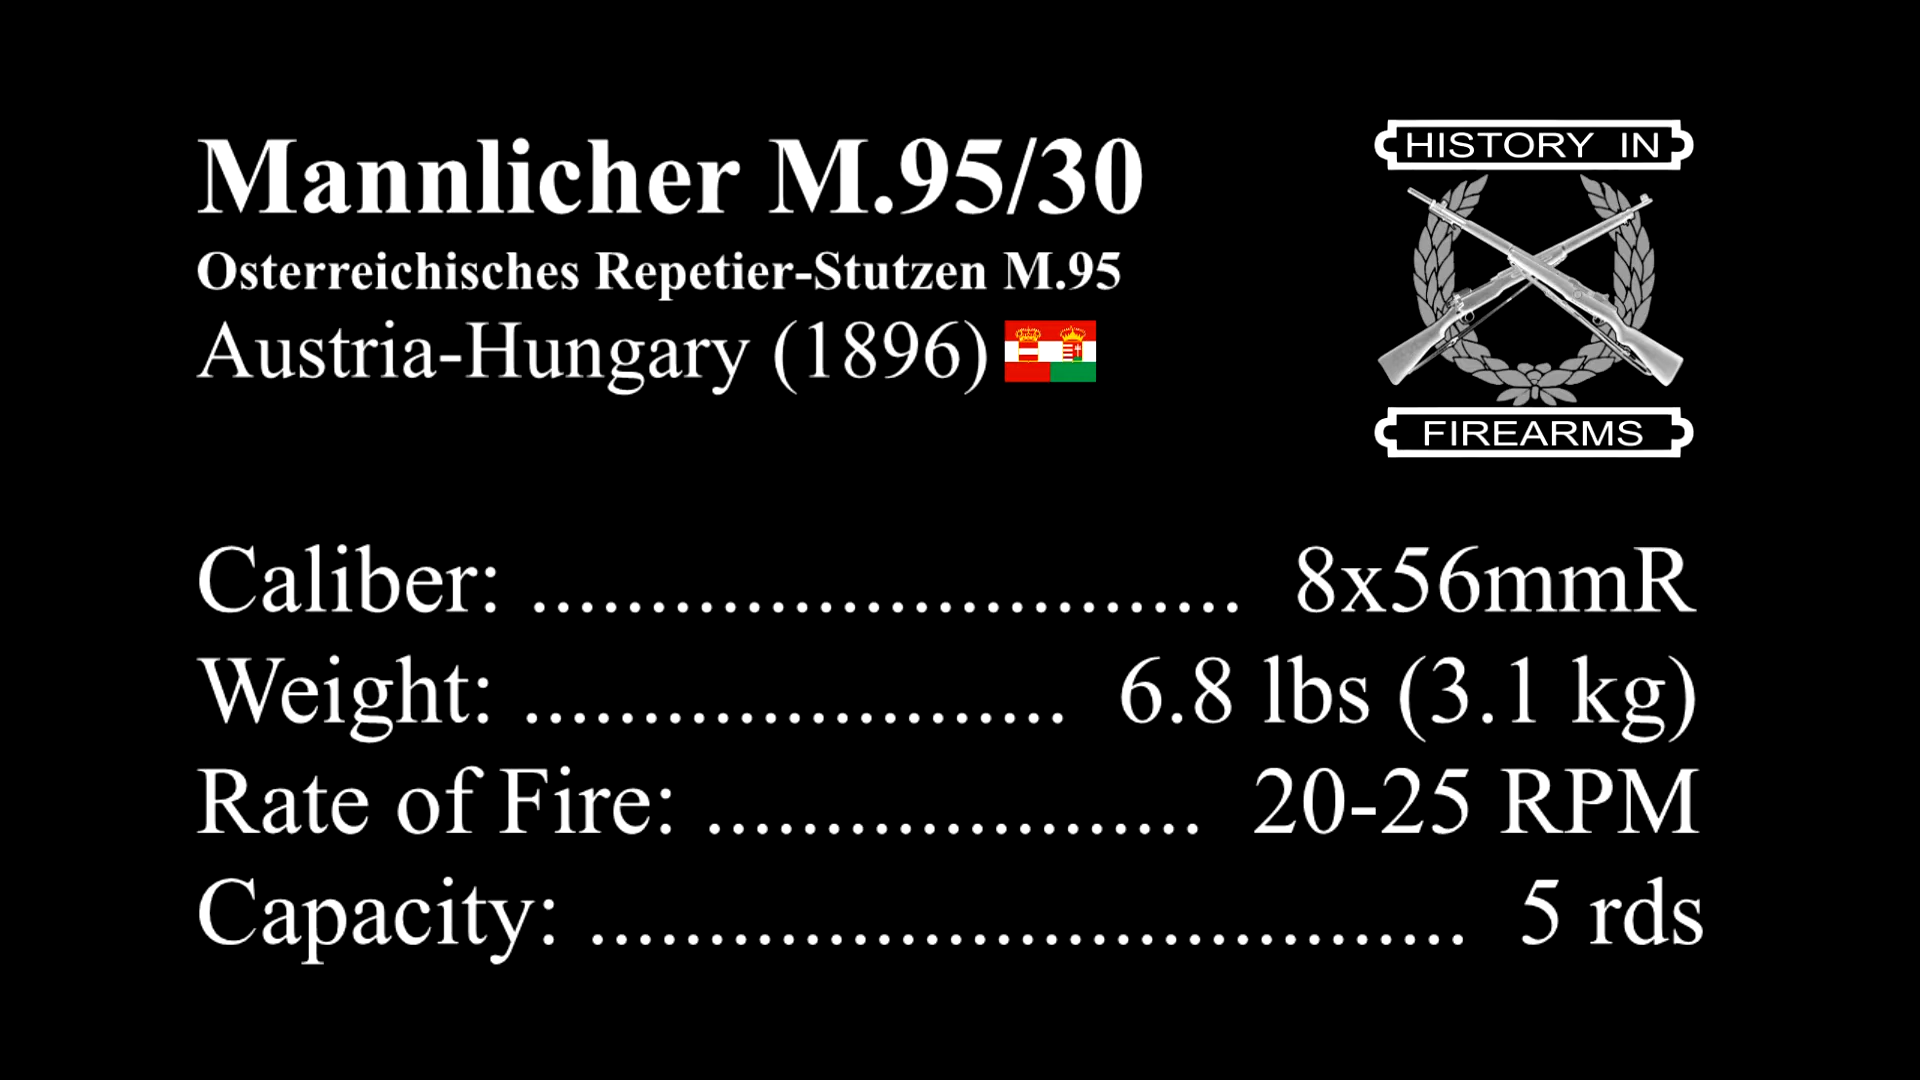 Mannlicher M.95/30
Osterreichisches Repetier-Stutzen M.95
Austria-Hungary (1896)
HISTORY IN
FIREARMS
Caliber: .............................. 8x56mmR
Weight: ....................... 6.8 lbs (3.1 kg)
Rate of Fire: ..................... 20-25 RPM
Capacity: ..................................... 5 rds